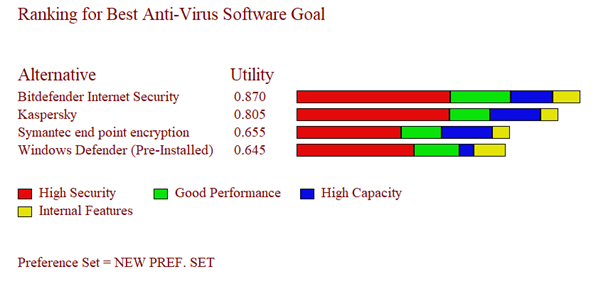 Ranking for Best Anti-Virus Software Goal
Alternative Utility
Bitdefender Internet Security 0.870
Kaspersky 0.805
Symantec end point encryption 0.655
Windows Defender (Pre-Installed) 0.645
High Security Good Performance High Capacity
Internal Features
Preference Set = NEW PREF. SET